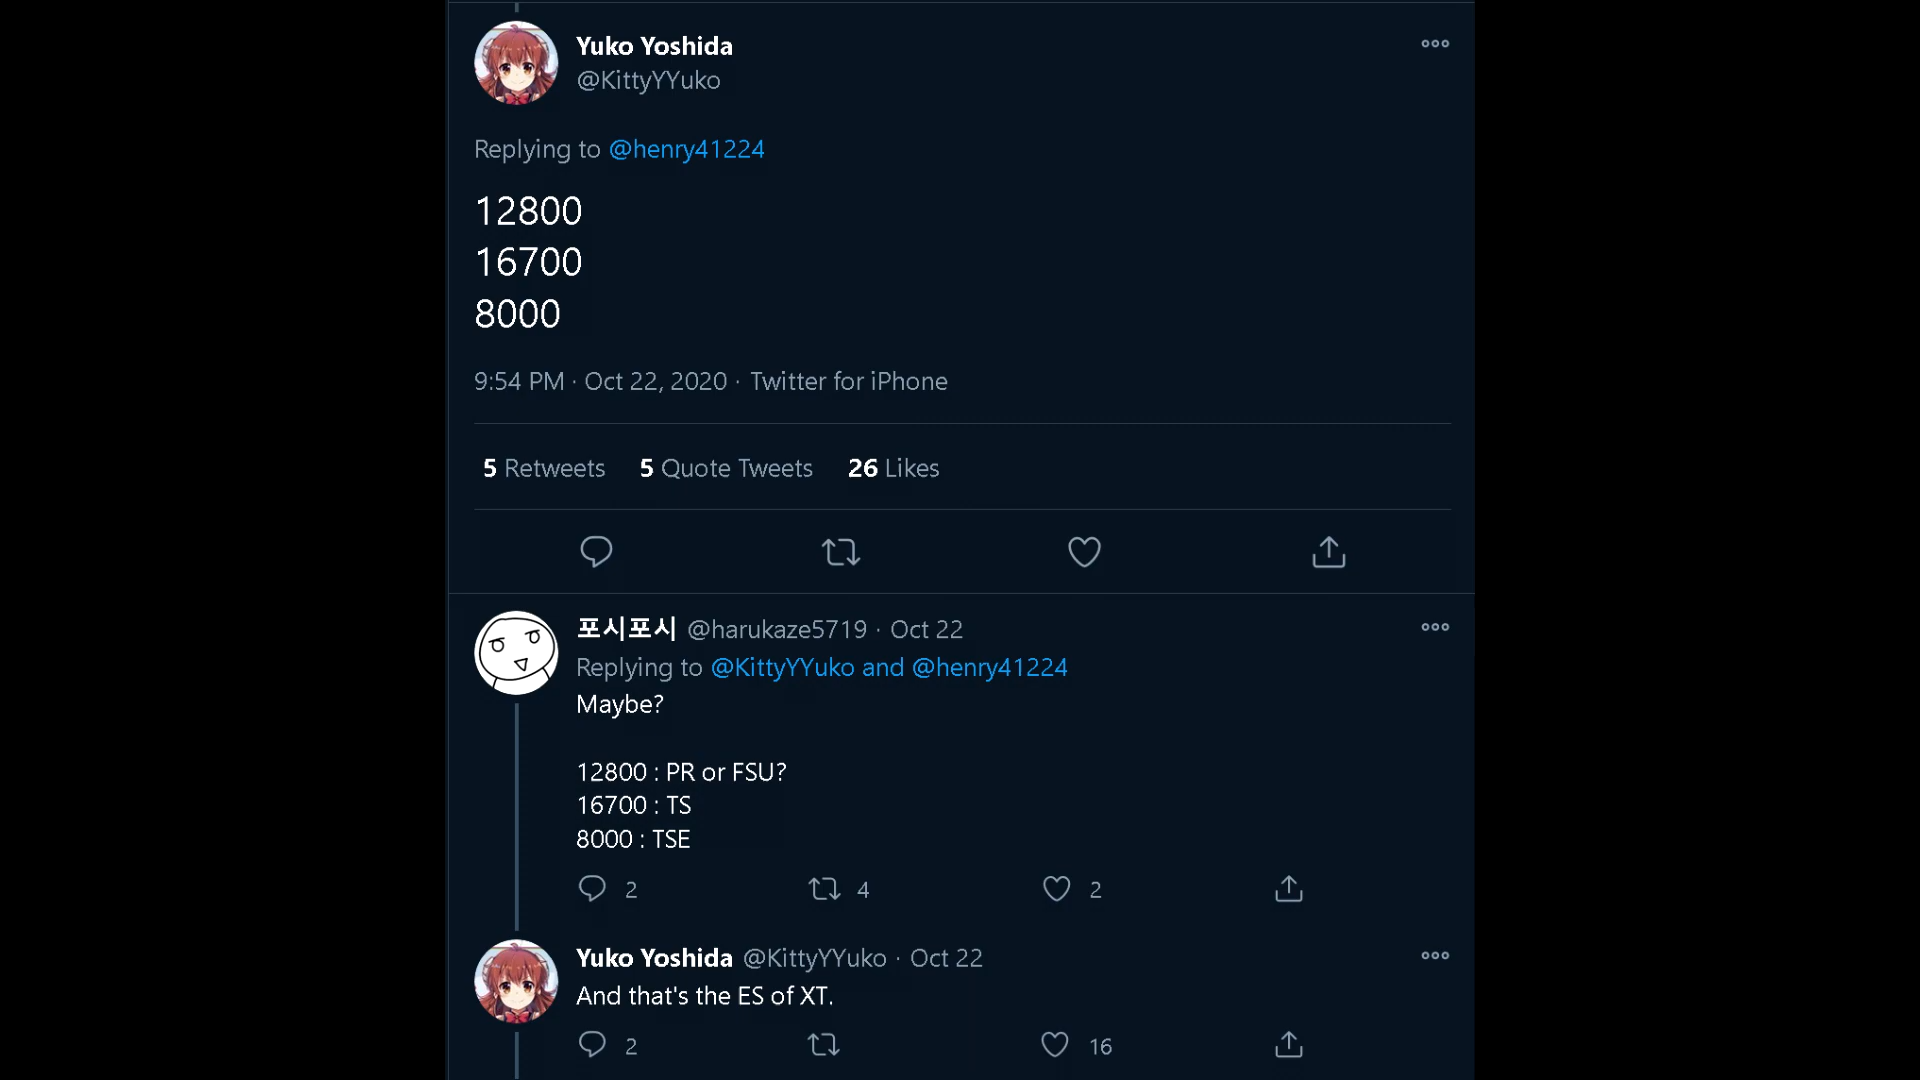 Yuko Yoshida
@KittyYYuko
Replying to @henry41224
12800
16700
8000
9:54 PM · Oct 22, 2020 · Twitter for iPhone
5 Retweets 5 Quote Tweets 26 Likes
포시포시 @harukaze5719 · Oct 22
Replying to @KittyYYuko and @henry41224
Maybe?
12800 : PR or FSU?
16700 : TS
8000 : TSE
2 4 2
Yuko Yoshida @KittyYYuko · Oct 22
And that's the ES of XT.
2 16